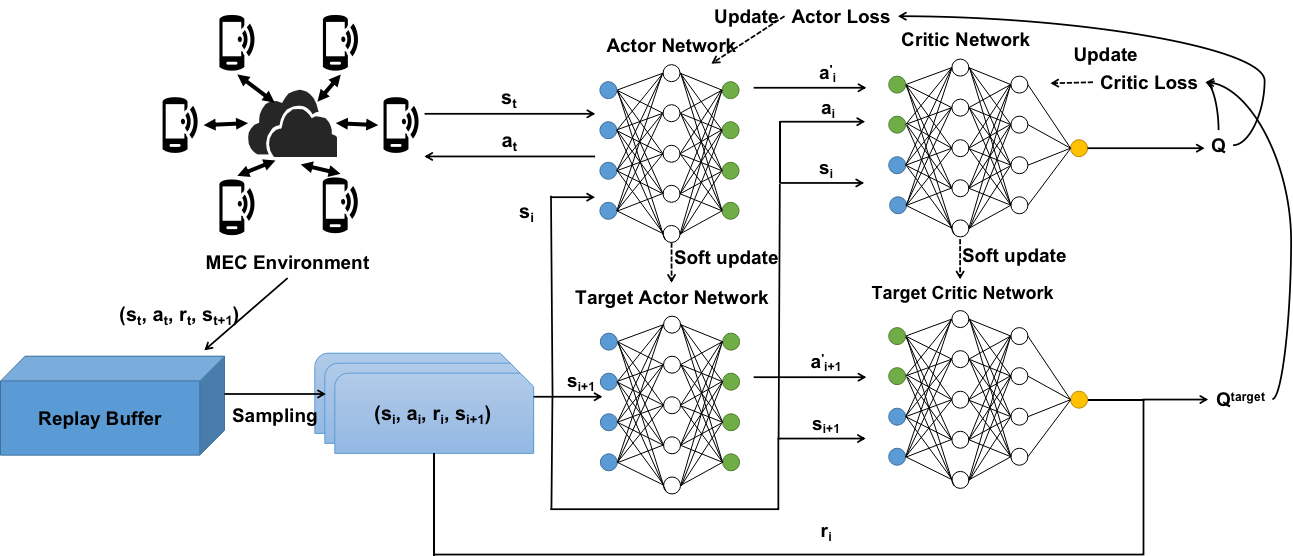 Update Actor Loss
Actor Network
Critic Network
Update
Critic Loss
s_t
a_t
a'_i
a_i
s_i
Q
s_i
MEC Environment
Soft update
Soft update
Target Actor Network
Target Critic Network
(s_t, a_t, r_t, s_{t+1})
a'_{i+1}
s_{i+1}
Q^{target}
Replay Buffer
Sampling
(s_i, a_i, r_i, s_{i+1})
s_{i+1}
r_i